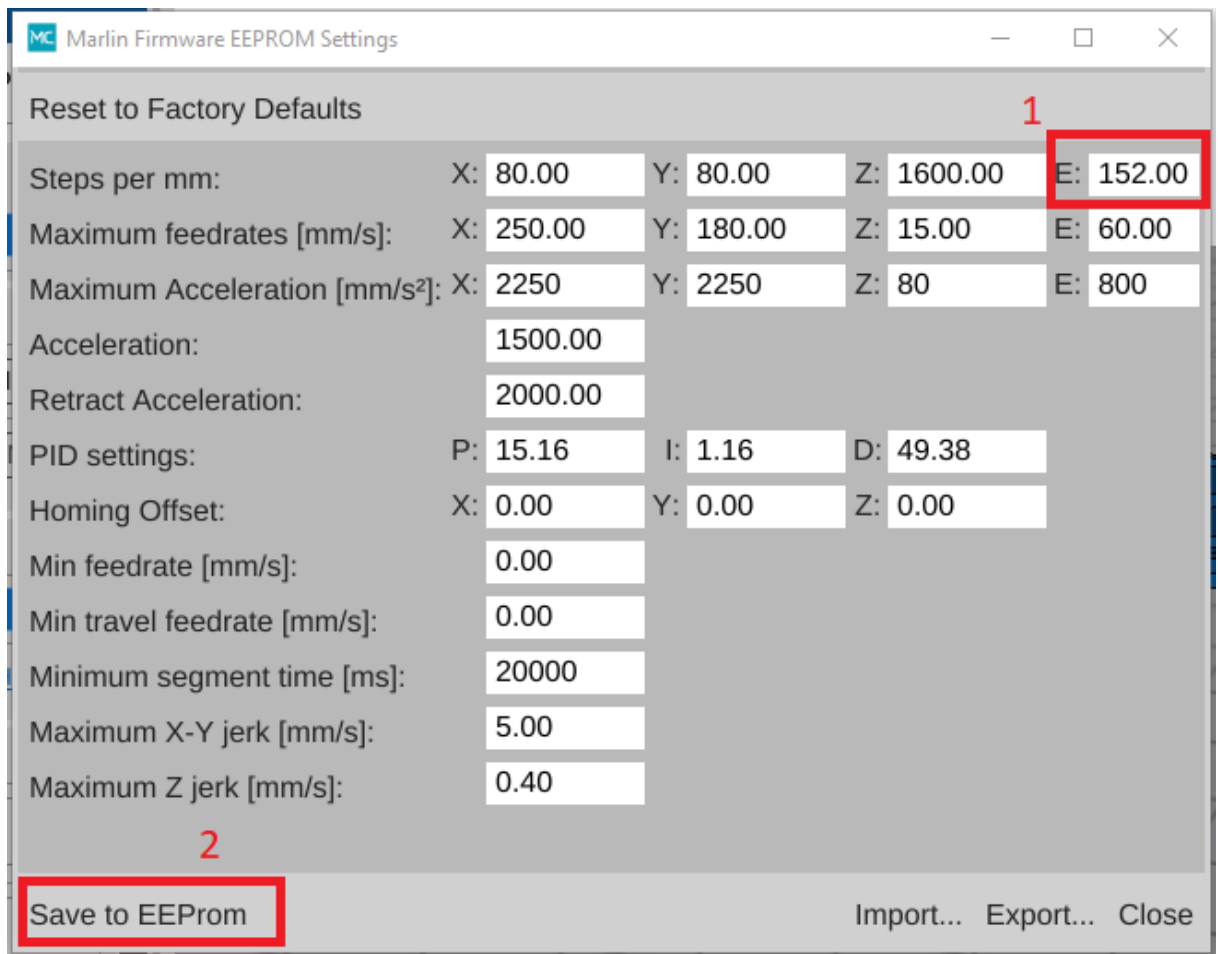 MC Marlin Firmware EEPROM Settings
Reset to Factory Defaults
1
Steps per mm: X: 80.00 Y: 80.00 Z: 1600.00 E: 152.00
Maximum feedrates [mm/s]: X: 250.00 Y: 180.00 Z: 15.00 E: 60.00
Maximum Acceleration [mm/s²]: X: 2250 Y: 2250 Z: 80 E: 800
Acceleration: 1500.00
Retract Acceleration: 2000.00
PID settings: P: 15.16 I: 1.16 D: 49.38
Homing Offset: X: 0.00 Y: 0.00 Z: 0.00
Min feedrate [mm/s]: 0.00
Min travel feedrate [mm/s]: 0.00
Minimum segment time [ms]: 20000
Maximum X-Y jerk [mm/s]: 5.00
Maximum Z jerk [mm/s]: 0.40
2
Save to EEProm Import... Export... Close